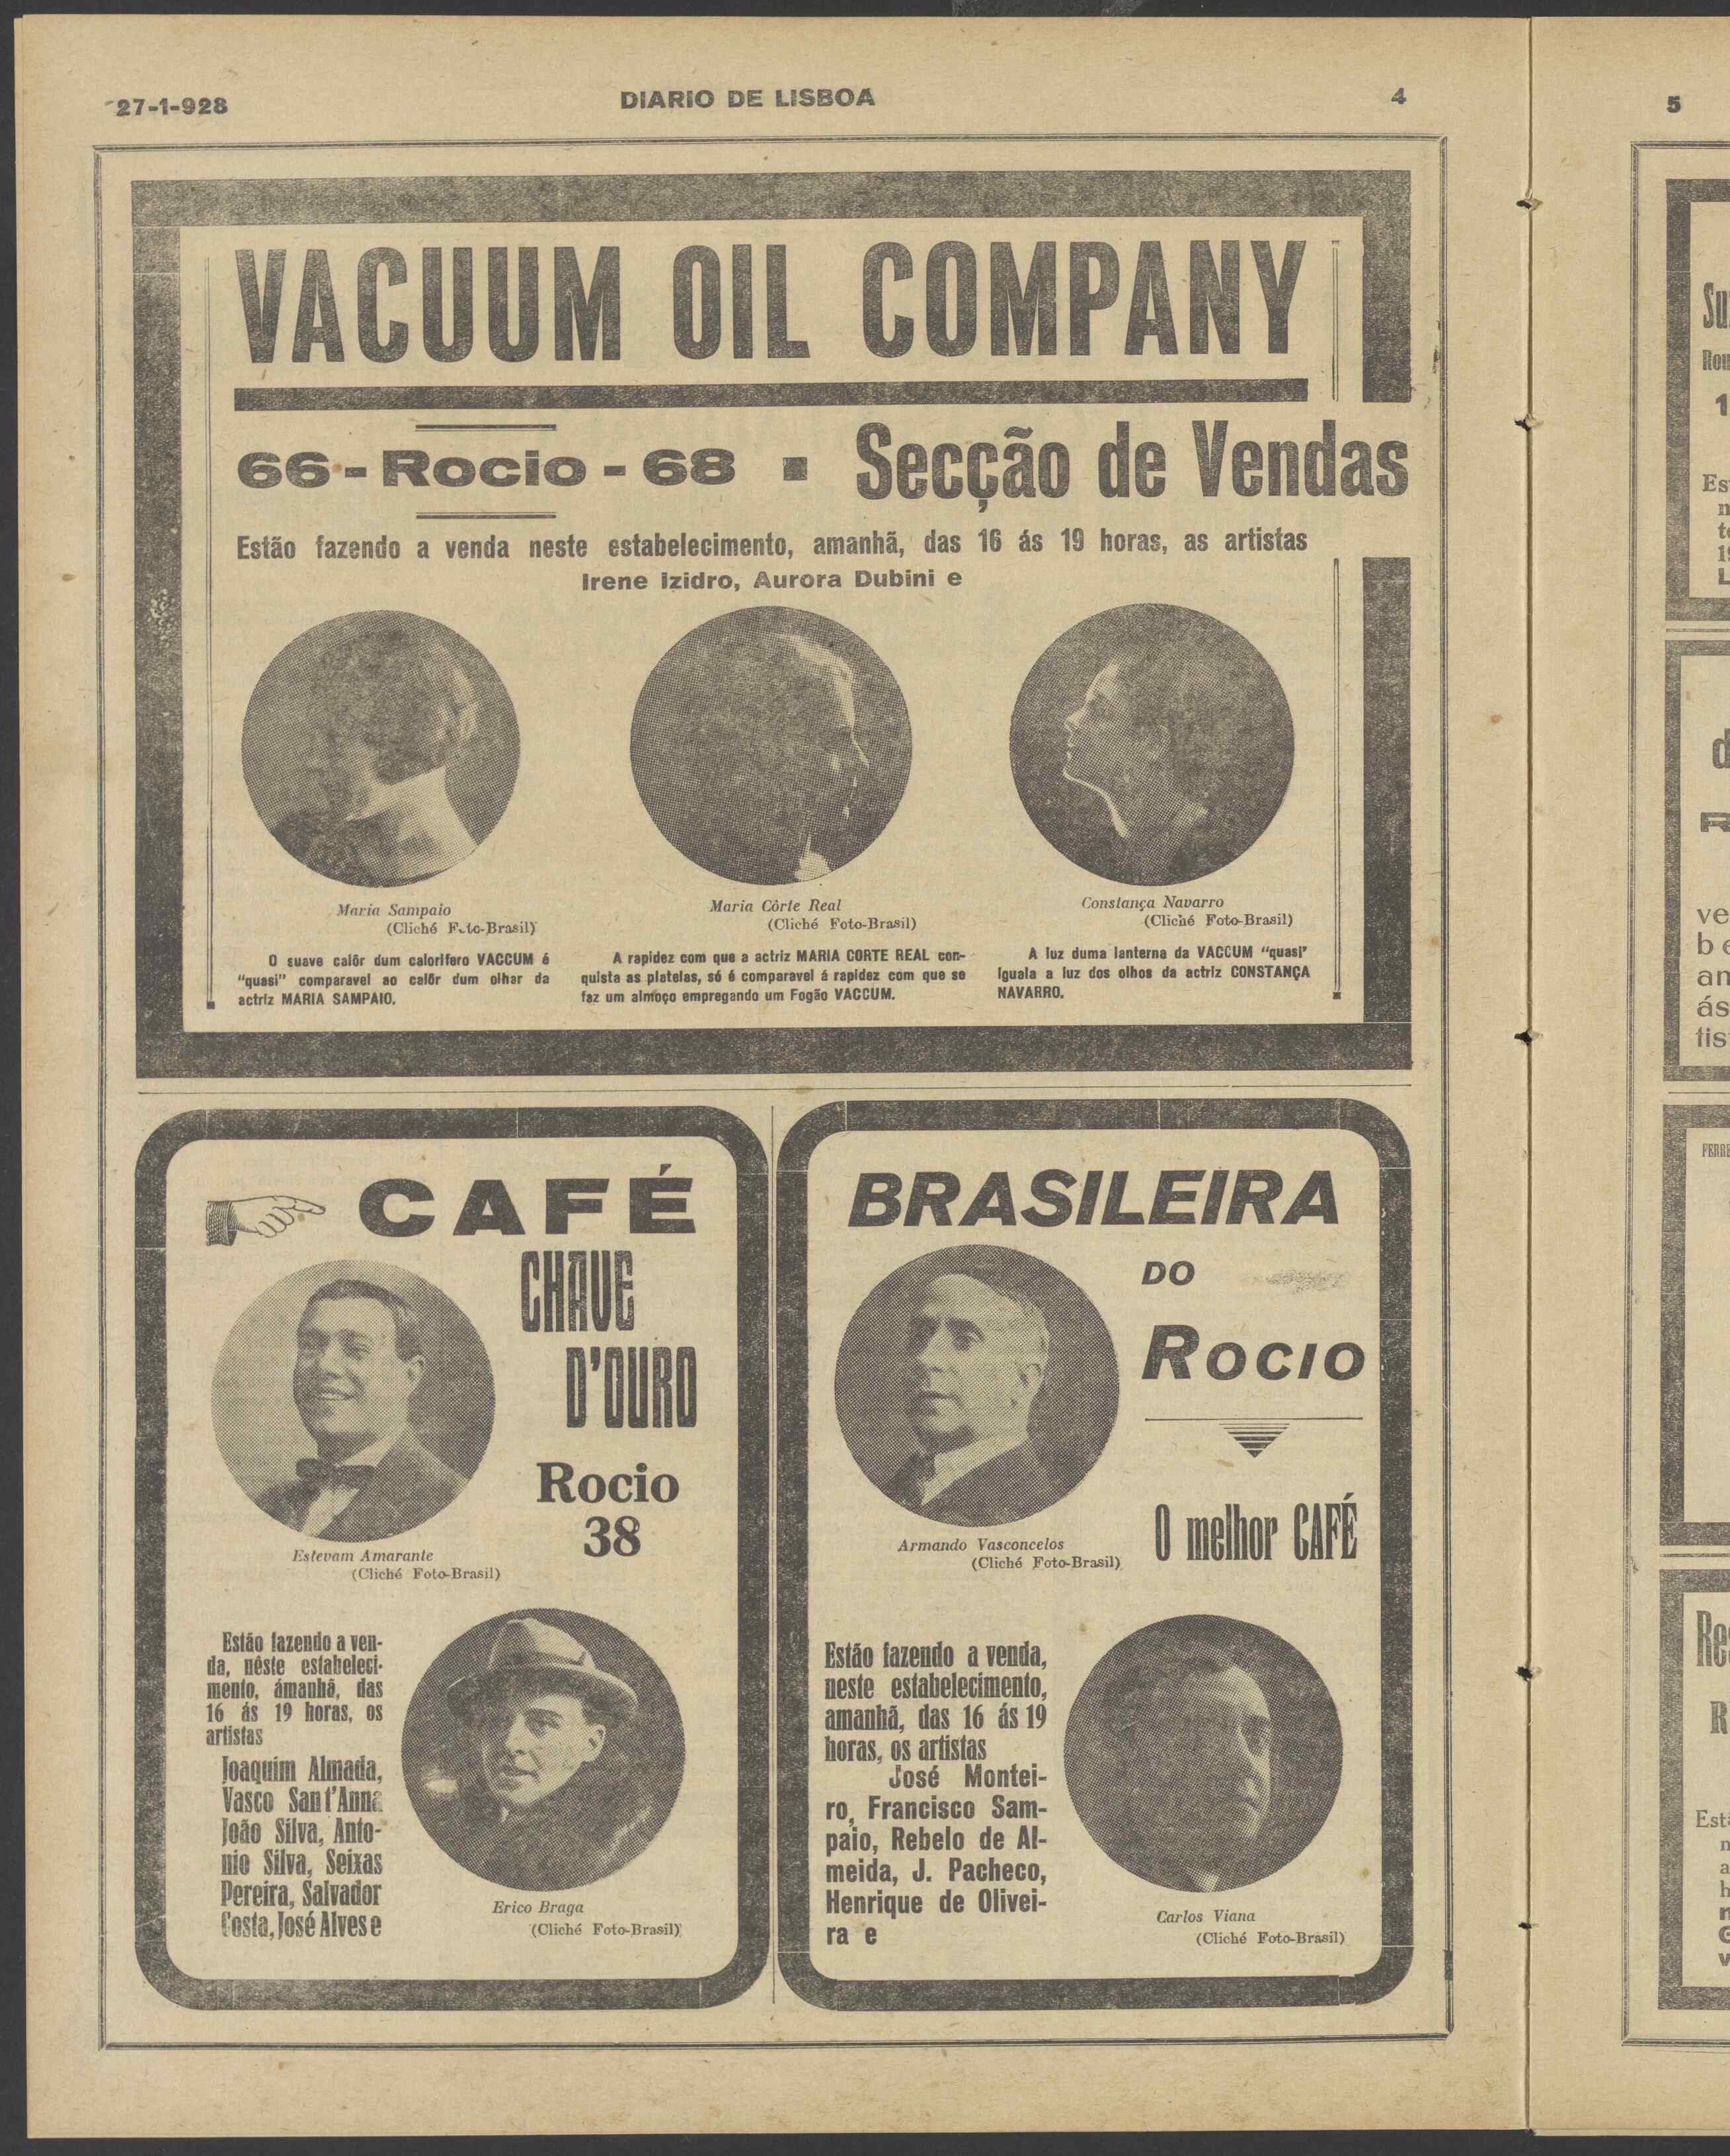 27-1-928
DIARIO DE LISBOA
4
VACUUM OIL COMPANY
66 - Rocio - 68 ▪ Secção de Vendas
Estão fazendo a venda neste estabelecimento, amanhã, das 16 ás 19 horas, as artistas
Irene Izidro, Aurora Dubini e
Maria Sampaio
(Cliché Foto-Brasil)
O suave calôr dum calorifero VACCUM é
"quasi" comparavel ao calôr dum olhar da
actriz MARIA SAMPAIO.
Maria Côrte Real
(Cliché Foto-Brasil)
A rapidez com que a actriz MARIA CORTE REAL con-
quista as platelas, só é comparavel á rapidez com que se
faz um almoço empregando um Fogão VACCUM.
Constança Navarro
(Cliché Foto-Brasil)
A luz duma lanterna da VACCUM "quasi"
iguala a luz dos olhos da actriz CONSTANÇA
NAVARRO.
CAFÉ
CHAVE
D'OURO
Rocio
38
Estevam Amarante
(Cliché Foto-Brasil)
Estão fazendo a ven-
da, nêste estabeleci-
mento, ámanhã, das
16 ás 19 horas, os
artistas
Joaquim Almada,
Vasco Sant'Anna
João Silva, Anto-
nio Silva, Seixas
Pereira, Salvador
Costa, José Alves e
Erico Braga
(Cliché Foto-Brasil)
BRASILEIRA
DO
ROCIO
Armando Vasconcelos
(Cliché Foto-Brasil)
O melhor CAFÉ
Estão fazendo a venda,
neste estabelecimento,
amanhã, das 16 ás 19
horas, os artistas
José Montei-
ro, Francisco Sam-
paio, Rebelo de Al-
meida, J. Pacheco,
Henrique de Olivei-
ra e
Carlos Viana
(Cliché Foto-Brasil)
5